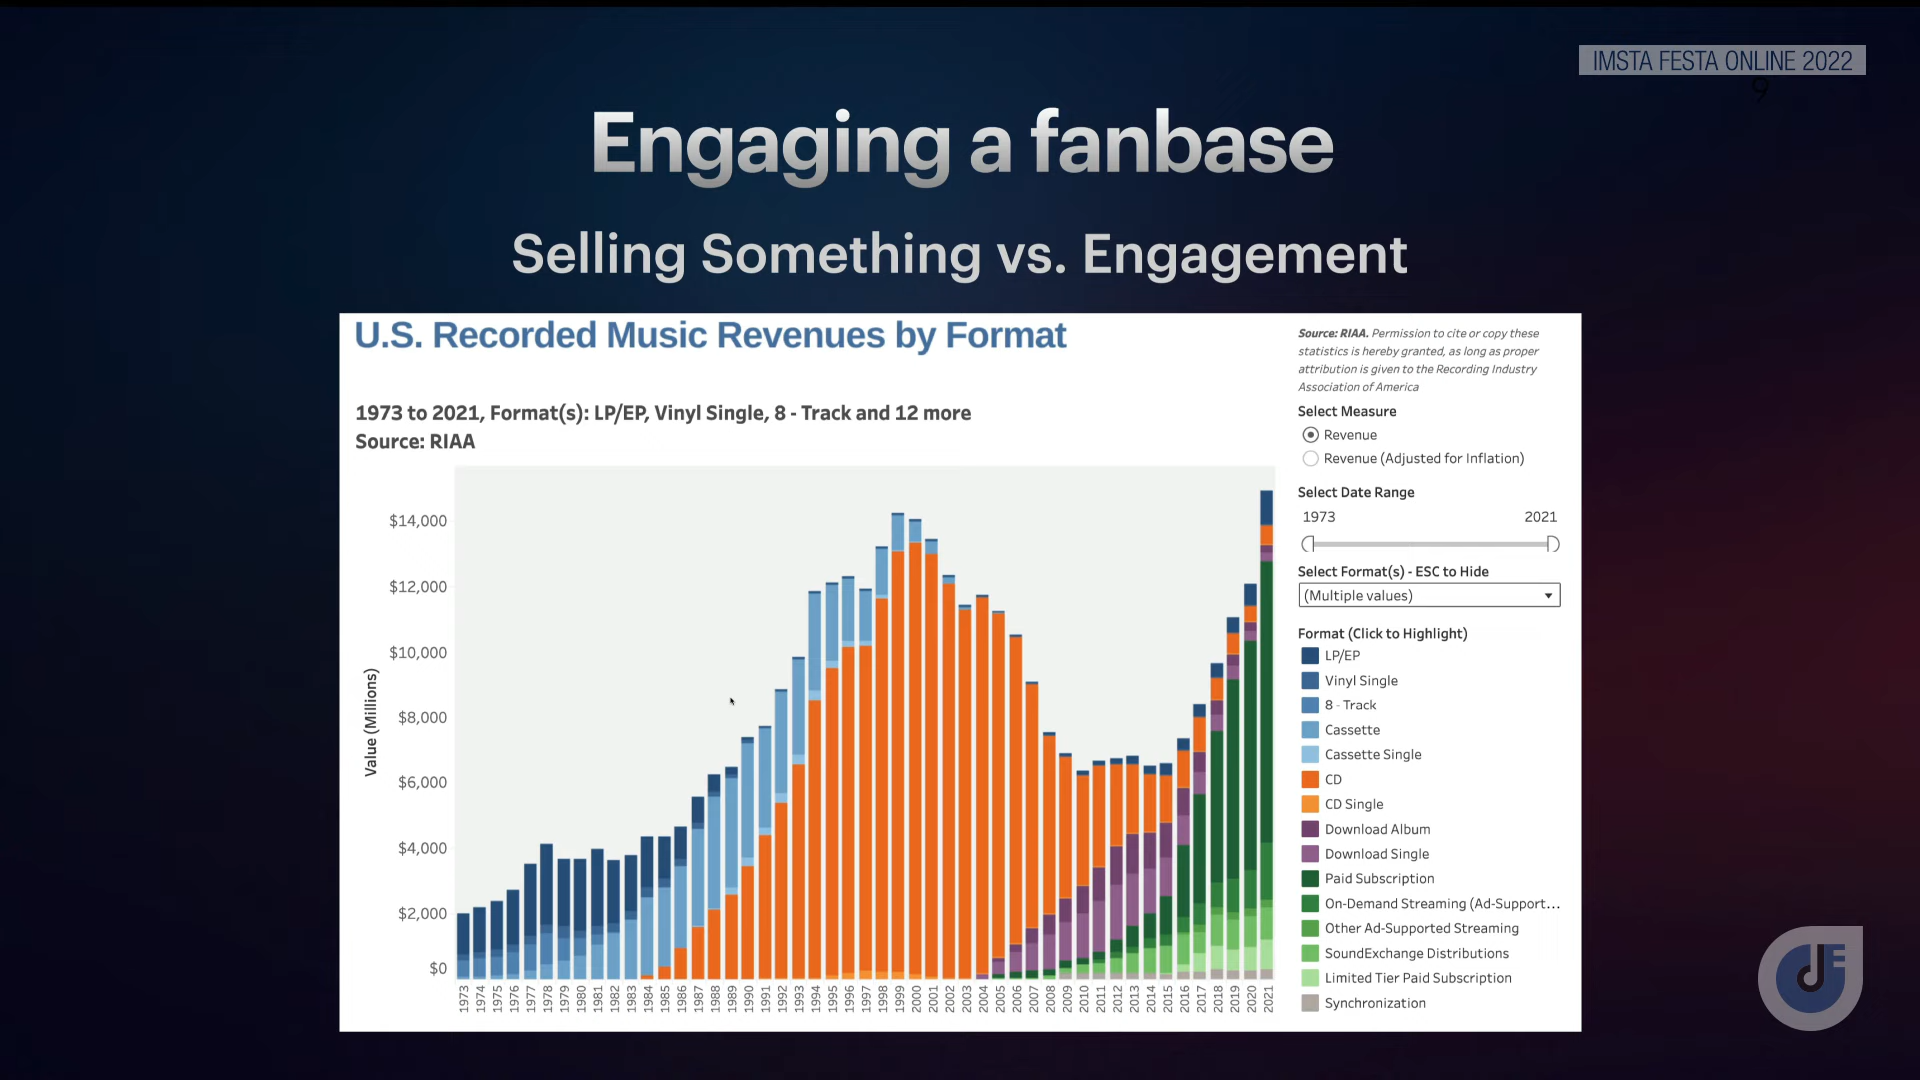 IMSTA FESTA ONLINE 2022
9
Engaging a fanbase
Selling Something vs. Engagement
U.S. Recorded Music Revenues by Format
1973 to 2021, Format(s): LP/EP, Vinyl Single, 8 - Track and 12 more
Source: RIAA
Value (Millions)
$14,000
$12,000
$10,000
$8,000
$6,000
$4,000
$2,000
$0
1973 1974 1975 1976 1977 1978 1979 1980 1981 1982 1983 1984 1985 1986 1987 1988 1989 1990 1991 1992 1993 1994 1995 1996 1997 1998 1999 2000 2001 2002 2003 2004 2005 2006 2007 2008 2009 2010 2011 2012 2013 2014 2015 2016 2017 2018 2019 2020 2021
Source: RIAA. Permission to cite or copy these
statistics is hereby granted, as long as proper
attribution is given to the Recording Industry
Association of America
Select Measure
Revenue
Revenue (Adjusted for Inflation)
Select Date Range
1973 2021
Select Format(s) - ESC to Hide
(Multiple values)
Format (Click to Highlight)
LP/EP
Vinyl Single
8 - Track
Cassette
Cassette Single
CD
CD Single
Download Album
Download Single
Paid Subscription
On-Demand Streaming (Ad-Support...
Other Ad-Supported Streaming
SoundExchange Distributions
Limited Tier Paid Subscription
Synchronization